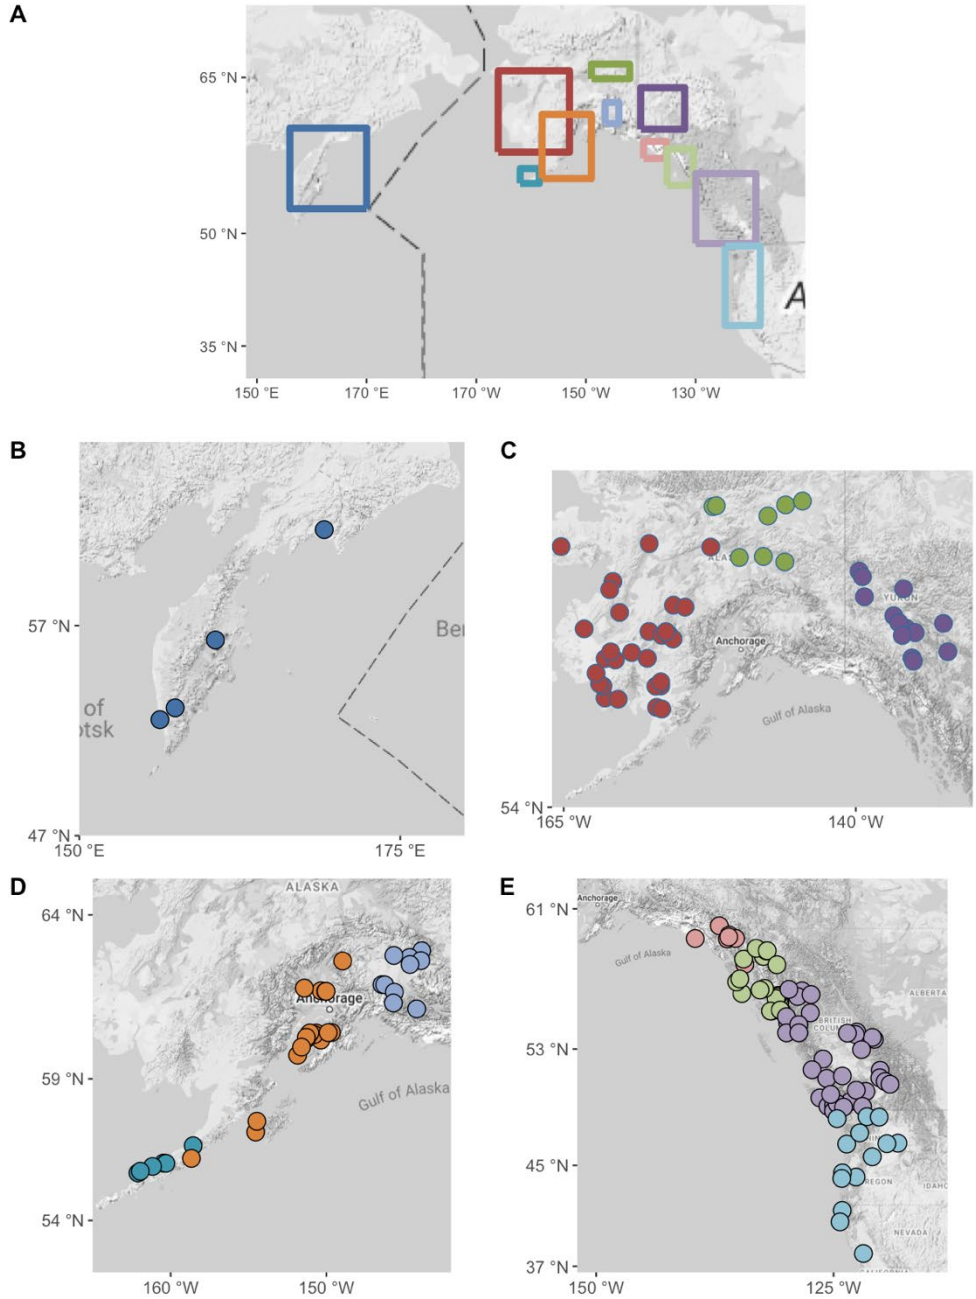 A
65 °N
50 °N
35 °N
A
150 °E
170 °E
170 °W
150 °W
130 °W
B
57 °N
Ber
of
otsk
47 °N
150 °E
175 °E
C
YUKON
Anchorage
Gulf of Alaska
54 °N
165 °W
140 °W
D
ALASKA
64 °N
Anchorage
59 °N
Gulf of Alaska
54 °N
160 °W
150 °W
E
61 °N
Anchorage
Gulf of Alaska
ALBERTA
BRITISH
53 °N
45 °N
REGON
IDAHO
NEVADA
37 °N
150 °W
125 °W